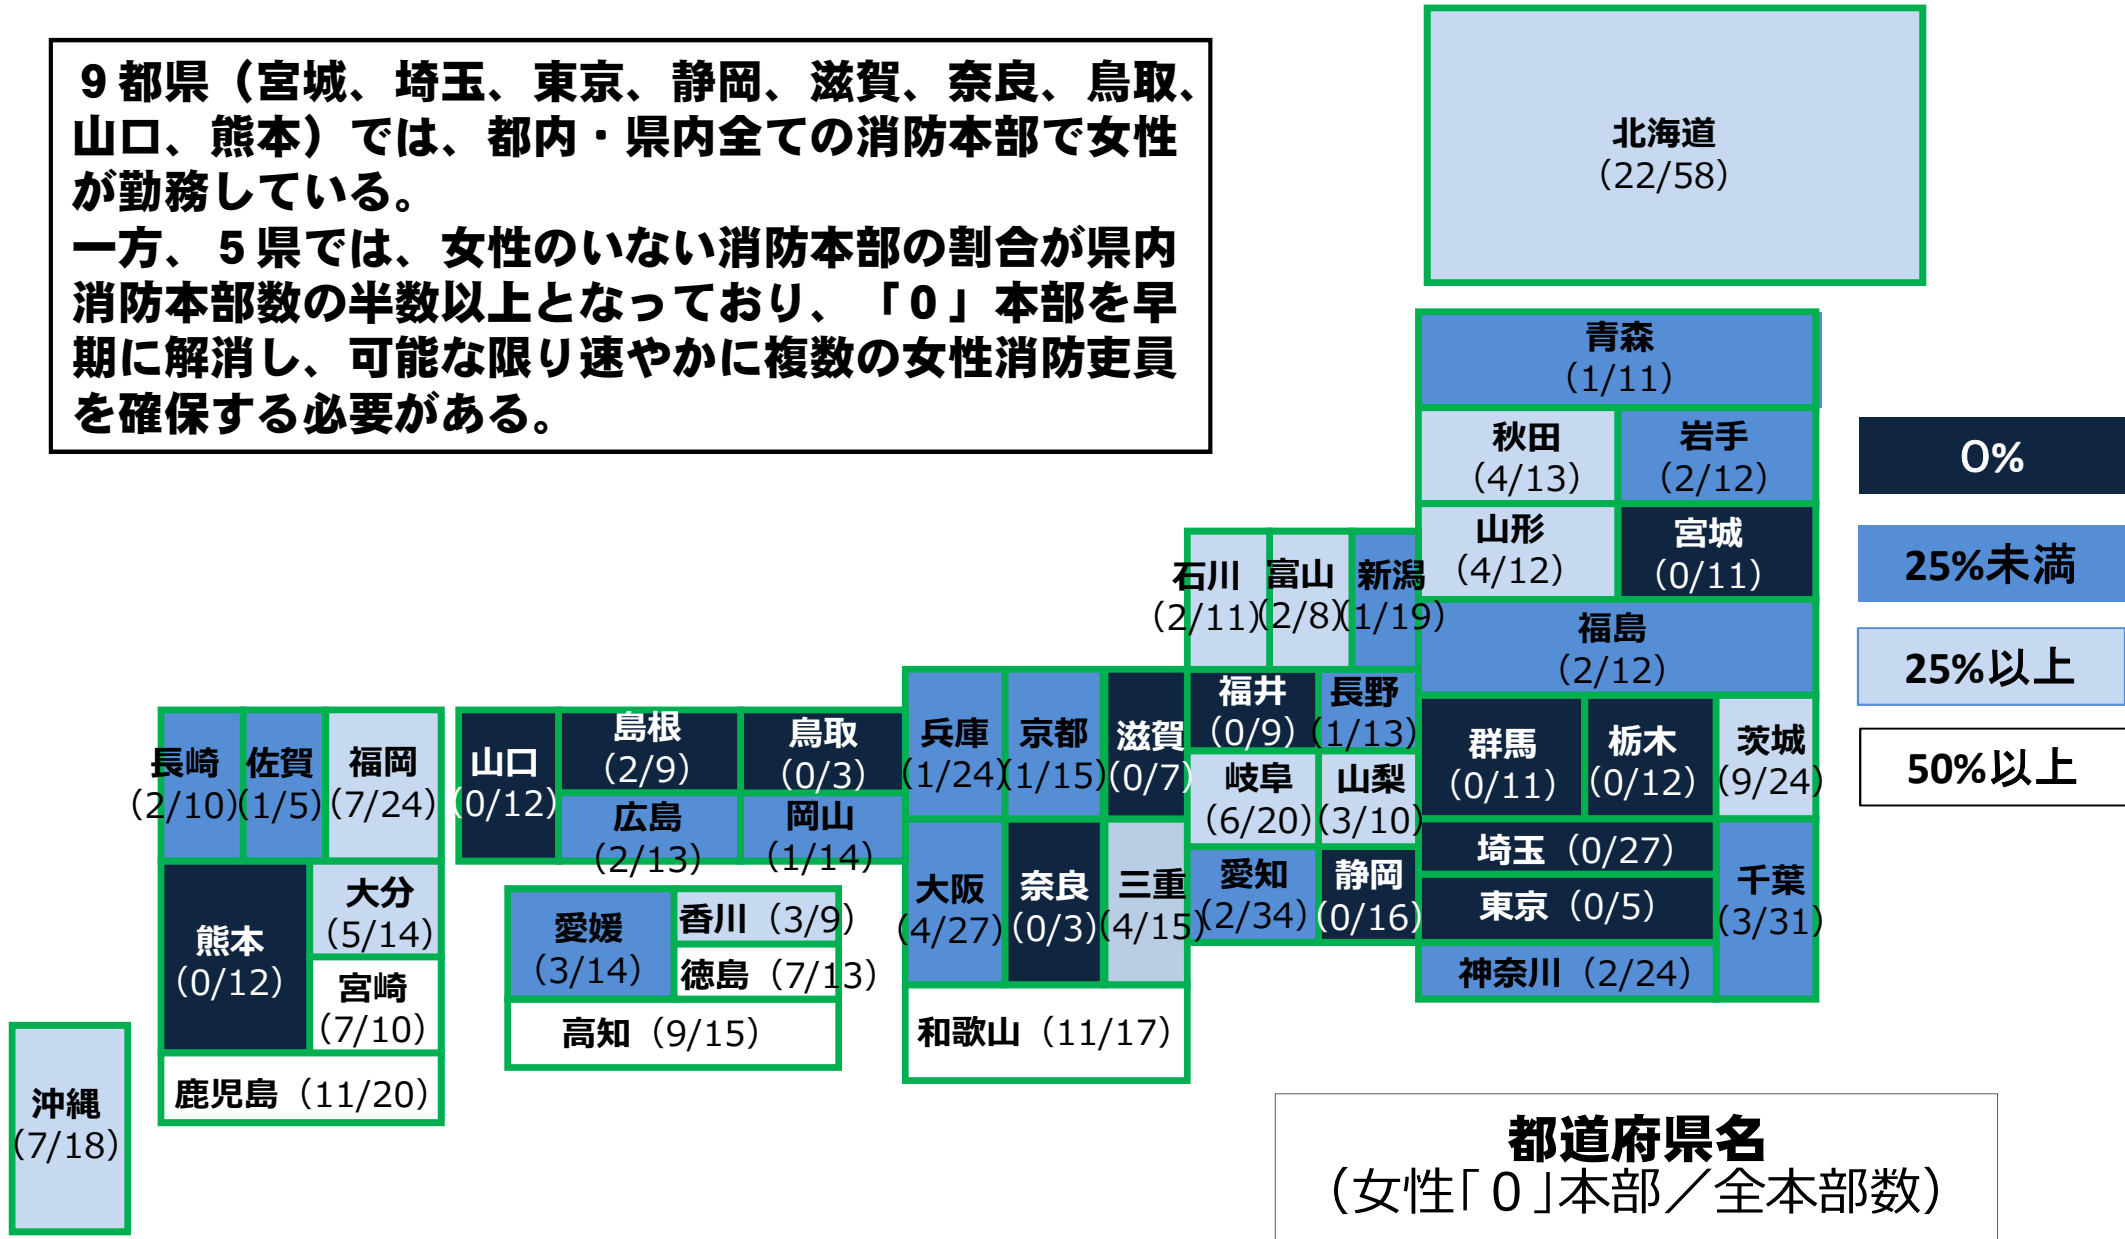 9都県（宮城、埼玉、東京、静岡、滋賀、奈良、鳥取、
山口、熊本）では、都内・県内全ての消防本部で女性
が勤務している。
一方、5県では、女性のいない消防本部の割合が県内
消防本部数の半数以上となっており、「0」本部を早
期に解消し、可能な限り速やかに複数の女性消防吏員
を確保する必要がある。
北海道
（22/58）
青森
（1/11）
秋田
（4/13）
岩手
（2/12）
山形
（4/12）
宮城
（0/11）
福島
（2/12）
0%
25%未満
25%以上
50%以上
石川
（2/11）
富山
（2/8）
新潟
（1/19）
福井
（0/9）
長野
（1/13）
岐阜
（6/20）
山梨
（3/10）
愛知
（2/34）
静岡
（0/16）
群馬
（0/11）
栃木
（0/12）
茨城
（9/24）
埼玉（0/27）
東京（0/5）
千葉
（3/31）
神奈川（2/24）
兵庫
（1/24）
京都
（1/15）
滋賀
（0/7）
大阪
（4/27）
奈良
（0/3）
三重
（4/15）
和歌山（11/17）
山口
（0/12）
島根
（2/9）
鳥取
（0/3）
広島
（2/13）
岡山
（1/14）
愛媛
（3/14）
香川（3/9）
徳島（7/13）
高知（9/15）
長崎
（2/10）
佐賀
（1/5）
福岡
（7/24）
熊本
（0/12）
大分
（5/14）
宮崎
（7/10）
鹿児島（11/20）
沖縄
（7/18）
都道府県名
（女性「0」本部／全本部数）